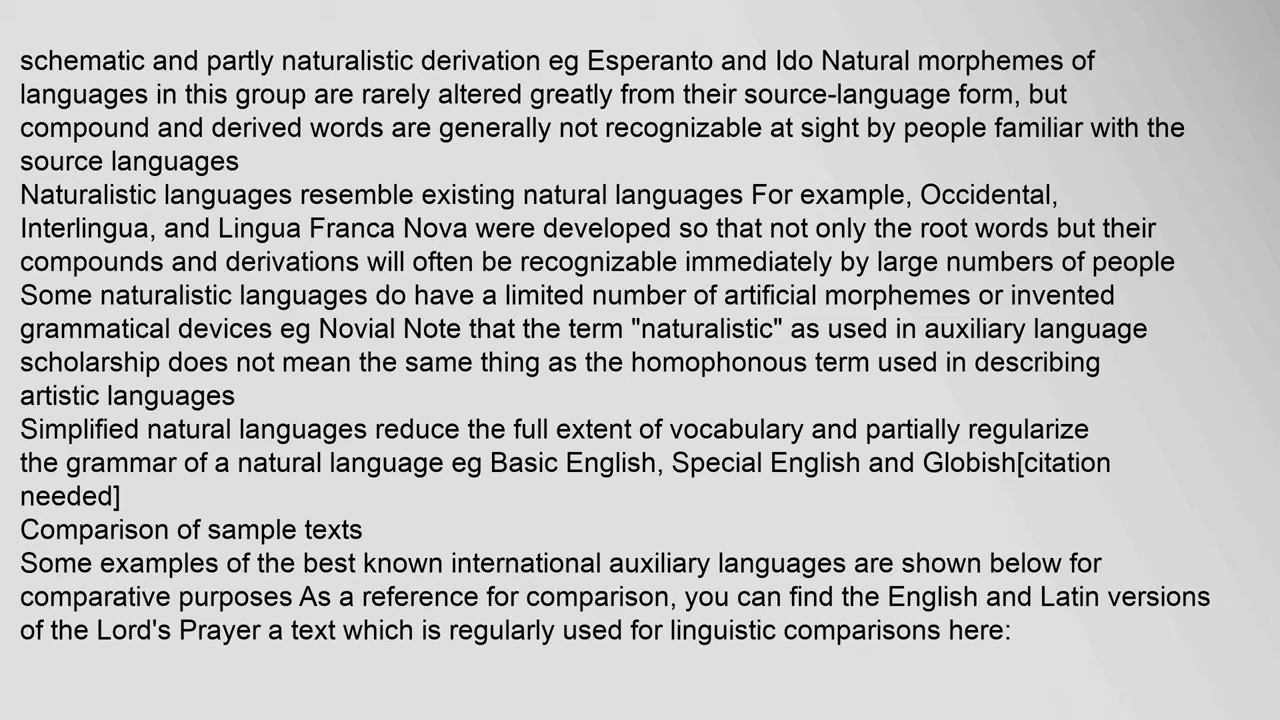 schematic and partly naturalistic derivation eg Esperanto and Ido Natural morphemes of
languages in this group are rarely altered greatly from their source-language form, but
compound and derived words are generally not recognizable at sight by people familiar with the
source languages
Naturalistic languages resemble existing natural languages For example, Occidental,
Interlingua, and Lingua Franca Nova were developed so that not only the root words but their
compounds and derivations will often be recognizable immediately by large numbers of people
Some naturalistic languages do have a limited number of artificial morphemes or invented
grammatical devices eg Novial Note that the term "naturalistic" as used in auxiliary language
scholarship does not mean the same thing as the homophonous term used in describing
artistic languages
Simplified natural languages reduce the full extent of vocabulary and partially regularize
the grammar of a natural language eg Basic English, Special English and Globish[citation
needed]
Comparison of sample texts
Some examples of the best known international auxiliary languages are shown below for
comparative purposes As a reference for comparison, you can find the English and Latin versions
of the Lord's Prayer a text which is regularly used for linguistic comparisons here: